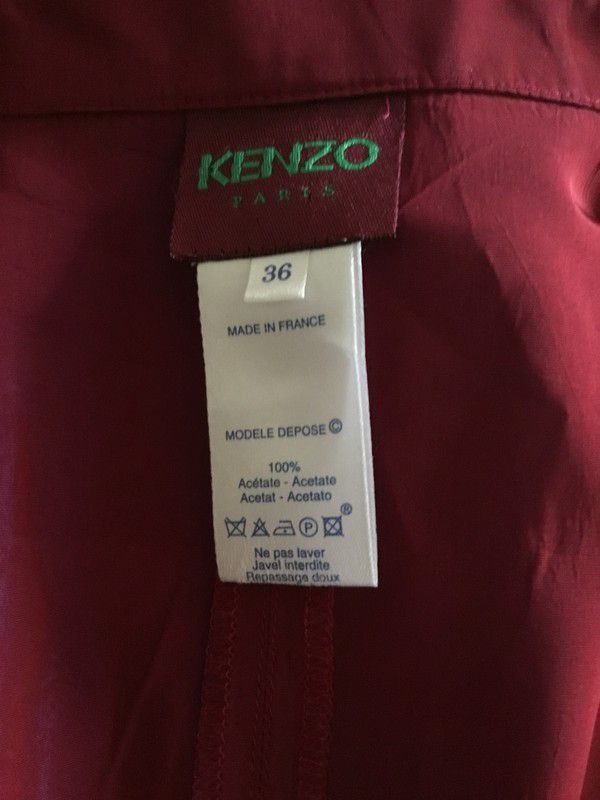 KENZO
PARIS
36
MADE IN FRANCE
MODELE DEPOSE ©
100%
Acétate - Acetate
Acetat - Acetato
P ®
Ne pas laver
Javel interdite
Repassage doux